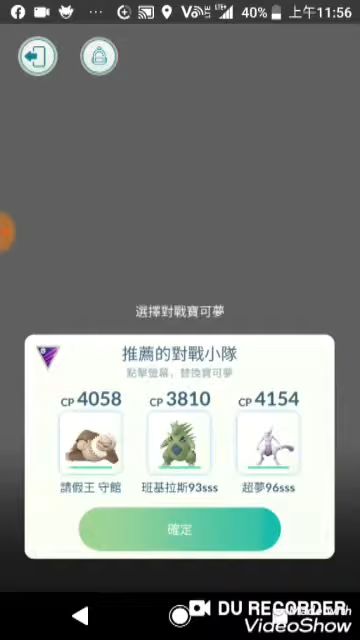 40% 上午11:56
選擇對戰寶可夢
推薦的對戰小隊
點擊螢幕，替換寶可夢
CP 4058 CP 3810 CP 4154
請假王 守館 班基拉斯93sss 超夢96sss
確定
Made with
DU RECORDER
VideoShow